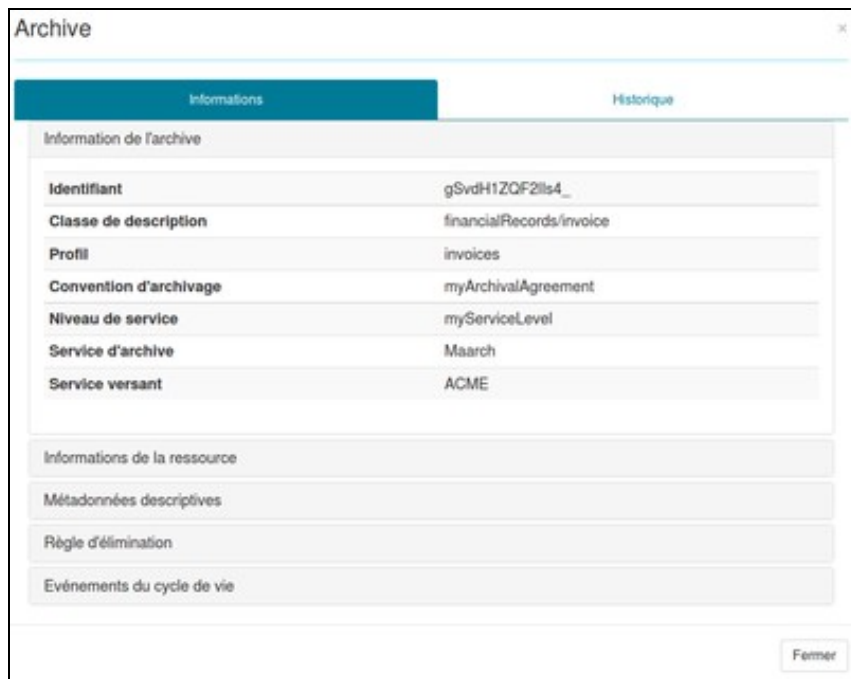 Archive
×
Informations Historique
Information de l'archive
Identifiant gSvdH1ZQF2lIs4_
Classe de description financialRecords/invoice
Profil invoices
Convention d'archivage myArchivalAgreement
Niveau de service myServiceLevel
Service d'archive Maarch
Service versant ACME
Informations de la ressource
Métadonnées descriptives
Règle d'élimination
Evénements du cycle de vie
Fermer